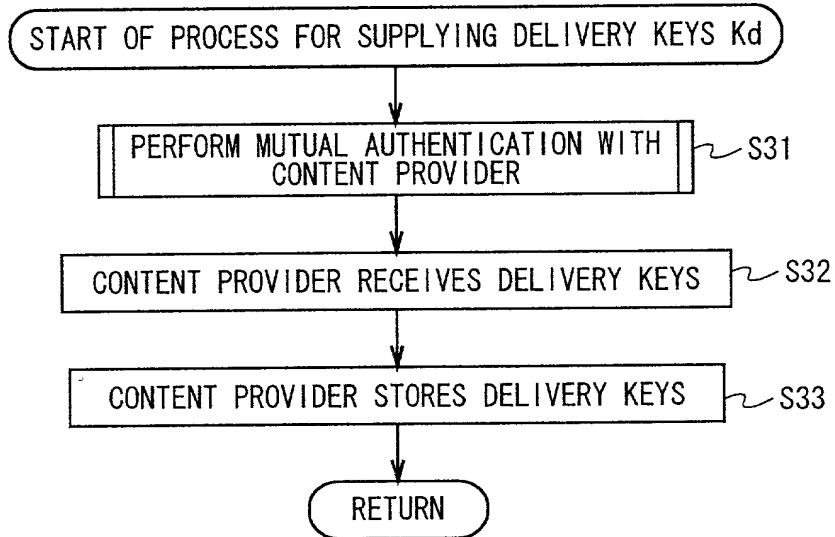 START OF PROCESS FOR SUPPLYING DELIVERY KEYS Kd
PERFORM MUTUAL AUTHENTICATION WITH
CONTENT PROVIDER
S31
CONTENT PROVIDER RECEIVES DELIVERY KEYS
S32
CONTENT PROVIDER STORES DELIVERY KEYS
S33
RETURN